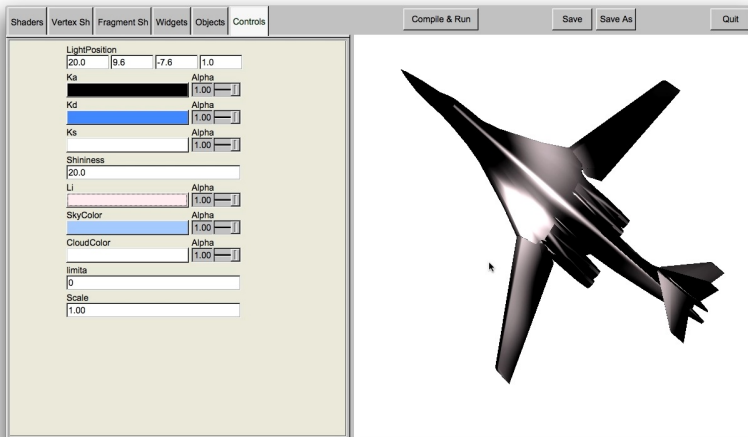 Shaders Vertex Sh Fragment Sh Widgets Objects Controls Compile & Run Save Save As Quit
LightPosition
20.0 9.6 -7.6 1.0
Ka Alpha
1.00
Kd Alpha
1.00
Ks Alpha
1.00
Shininess
20.0
Li Alpha
1.00
SkyColor Alpha
1.00
CloudColor Alpha
1.00
limita
0
Scale
1.00